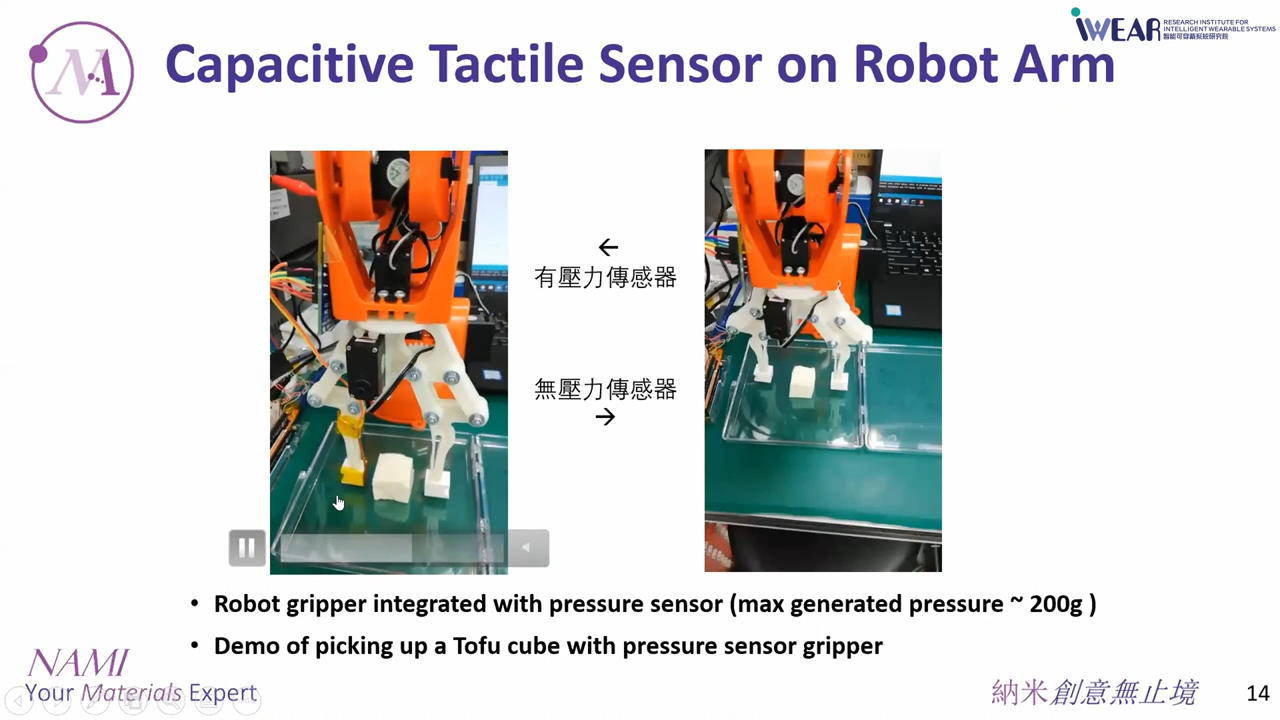 iWEAR
RESEARCH INSTITUTE FOR
INTELLIGENT WEARABLE SYSTEMS
智能可穿戴系統研究院
Capacitive Tactile Sensor on Robot Arm
←
有壓力傳感器
無壓力傳感器
→
• Robot gripper integrated with pressure sensor (max generated pressure ~ 200g )
• Demo of picking up a Tofu cube with pressure sensor gripper
NAMI
Your Materials Expert
納米創意無止境
14